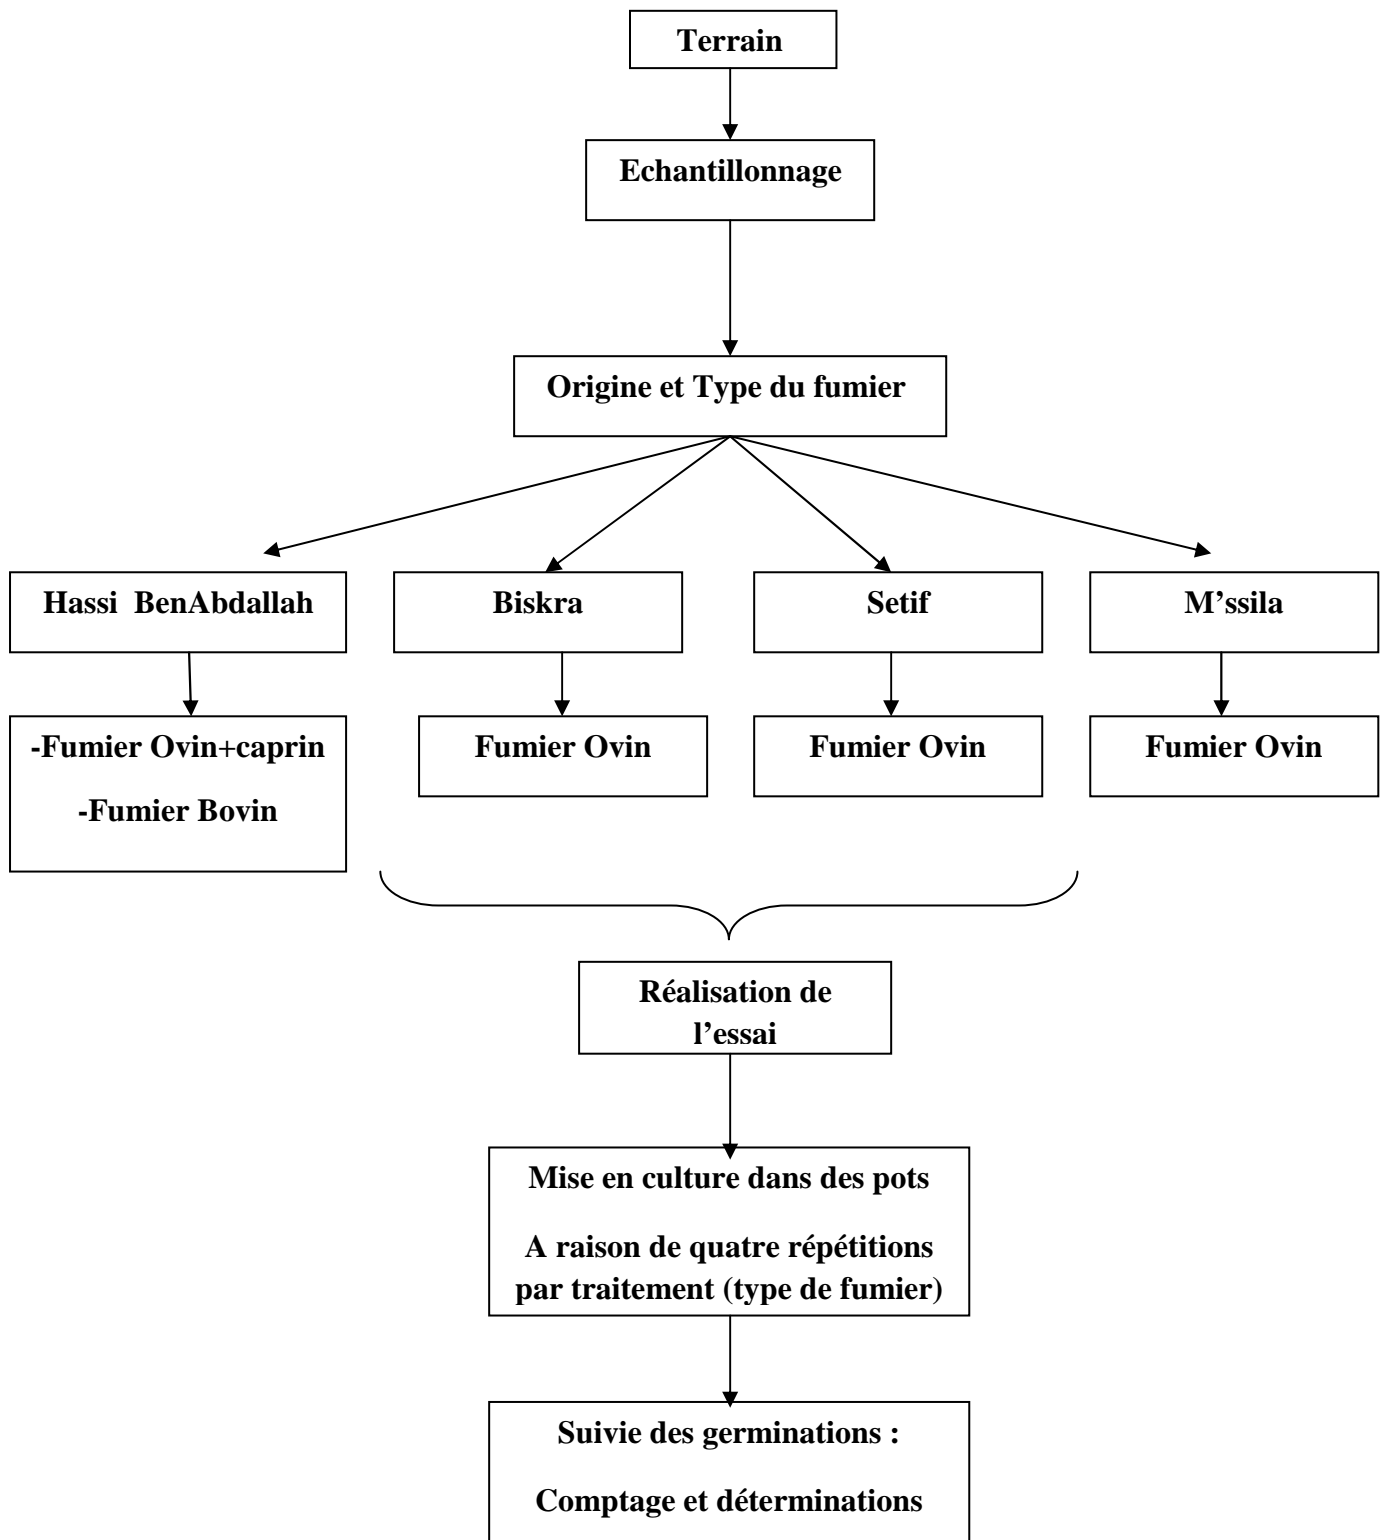 Terrain
Echantillonnage
Origine et Type du fumier
Hassi BenAbdallah
Biskra
Setif
M’ssila
-Fumier Ovin+caprin
-Fumier Bovin
Fumier Ovin
Fumier Ovin
Fumier Ovin
Réalisation de
l’essai
Mise en culture dans des pots
A raison de quatre répétitions
par traitement (type de fumier)
Suivie des germinations :
Comptage et déterminations